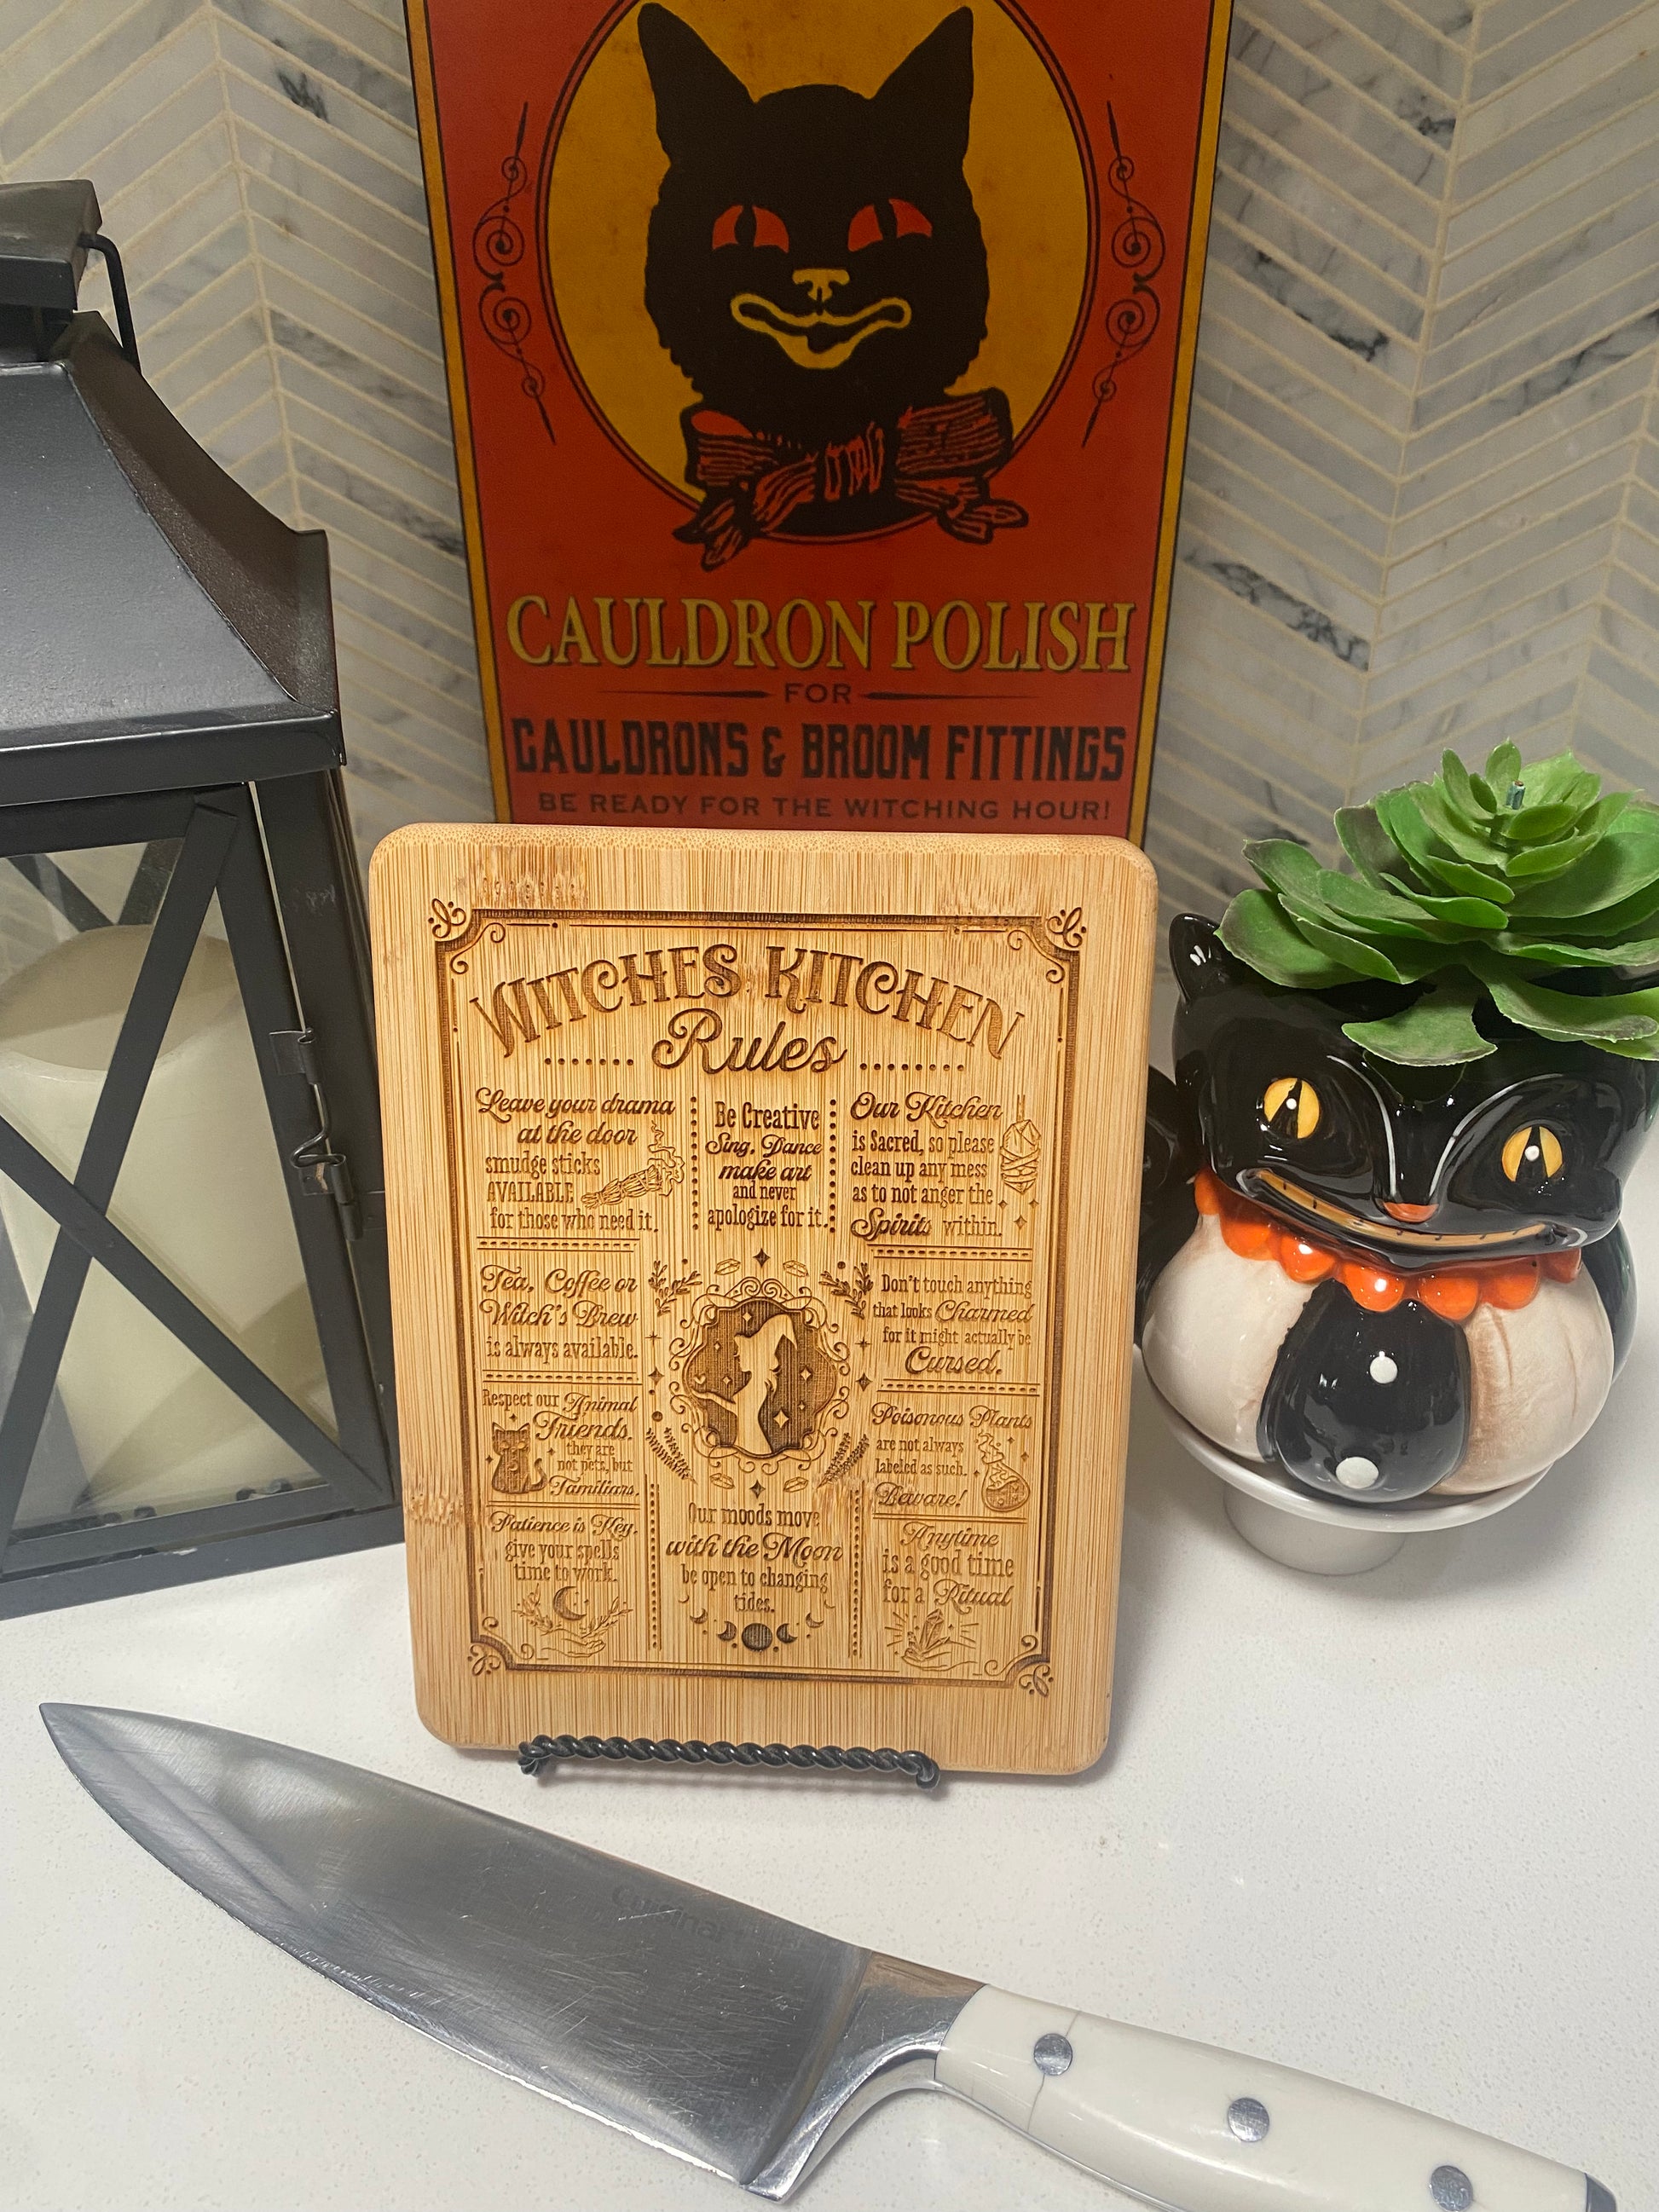 CAULDRON POLISH
FOR
CAULDRONS & BROOM FITTINGS
BE READY FOR THE WITCHING HOUR!
WITCHES KITCHEN
Rules
Leave your drama
at the door
smudge sticks
AVAILABLE
for those who need it.
Be Creative
Sing, Dance
make art
and never
apologize for it.
Our Kitchen
is Sacred, so please
clean up any mess
as to not anger the
Spirits within.
Tea, Coffee or
Witch's Brew
is always available.
Don't touch anything
that looks Charmed
for it might actually be
Cursed.
Respect our Animal
Friends.
they are
not pets, but
Familiars.
Poisonous Plants
are not always
labeled as such.
Beware!
Patience is Key.
give your spells
time to work.
Our moods move
with the Moon
be open to changing
tides.
Anytime
is a good time
for a Ritual
Cuisinart